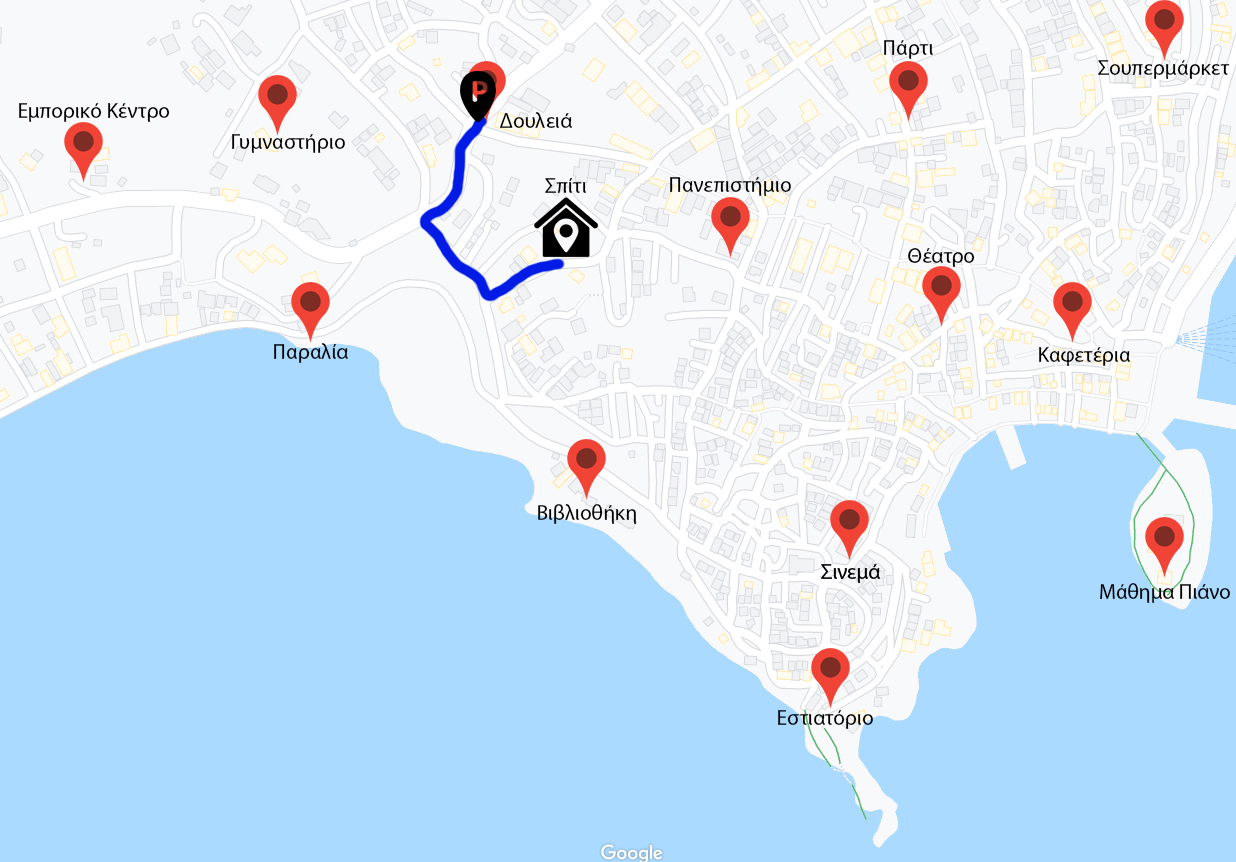 Σουπερμάρκετ
Πάρτι
Εμπορικό Κέντρο
P
Δουλειά
Γυμναστήριο
Σπίτι
Πανεπιστήμιο
Θέατρο
Παραλία
Καφετέρια
Βιβλιοθήκη
Σινεμά
Μάθημα Πιάνο
Εστιατόριο
Google